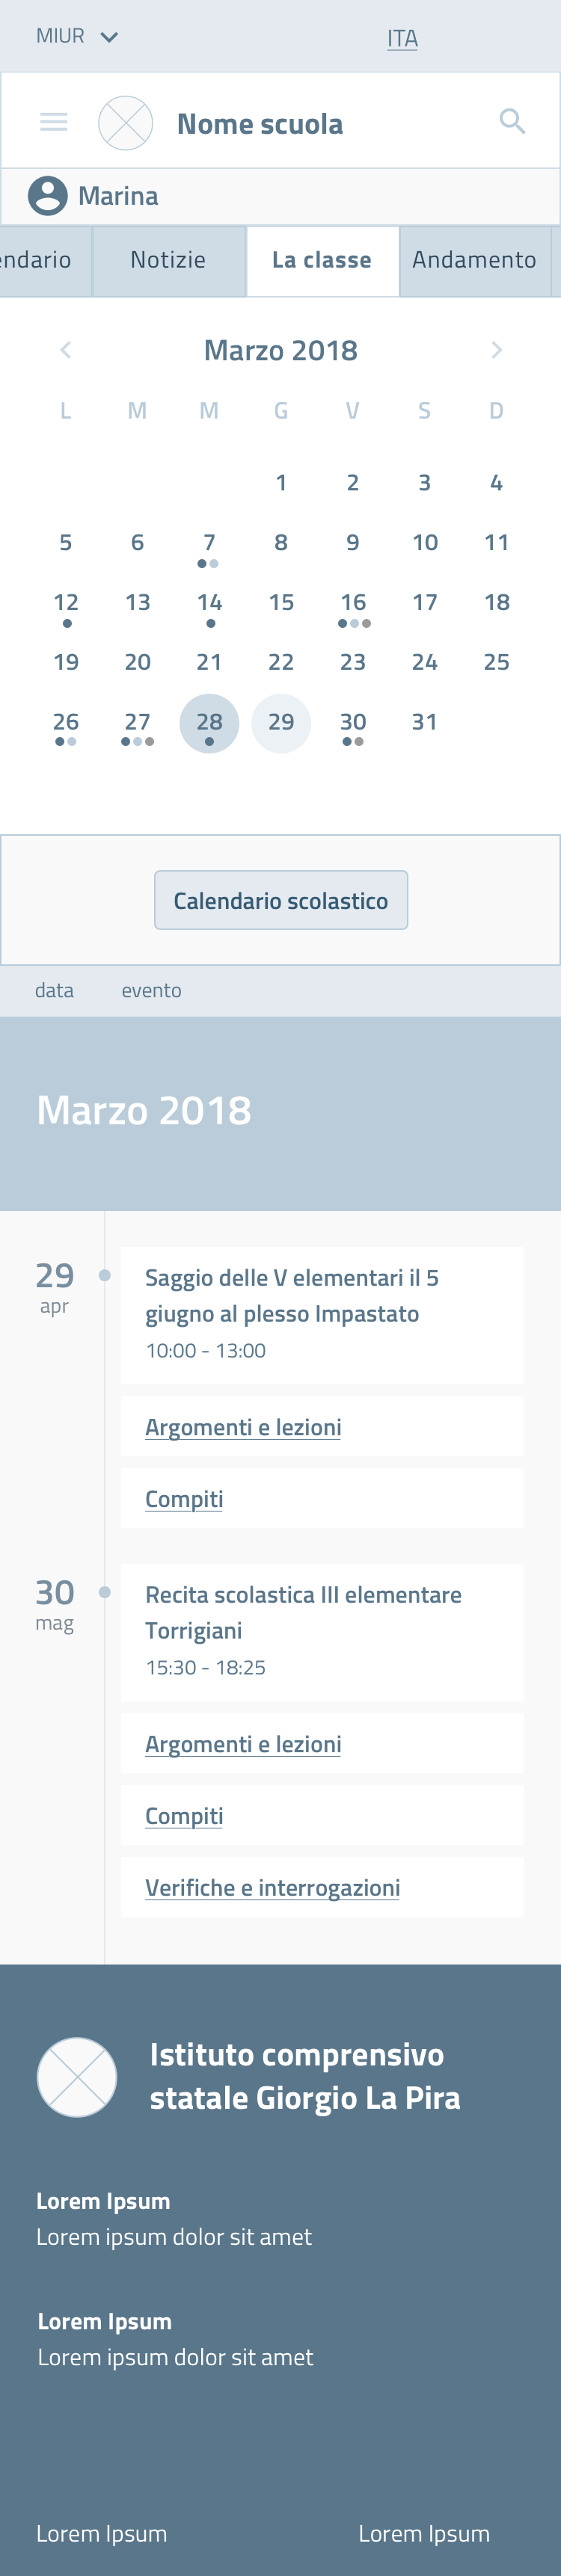 MIUR ITA
Nome scuola
Marina
endario Notizie La classe Andamento
Marzo 2018
L M M G V S D
1 2 3 4
5 6 7 8 9 10 11
12 13 14 15 16 17 18
19 20 21 22 23 24 25
26 27 28 29 30 31
Calendario scolastico
data evento
Marzo 2018
29
apr
Saggio delle V elementari il 5
giugno al plesso Impastato
10:00 - 13:00
Argomenti e lezioni
Compiti
30
mag
Recita scolastica III elementare
Torrigiani
15:30 - 18:25
Argomenti e lezioni
Compiti
Verifiche e interrogazioni
Istituto comprensivo
statale Giorgio La Pira
Lorem Ipsum
Lorem ipsum dolor sit amet
Lorem Ipsum
Lorem ipsum dolor sit amet
Lorem Ipsum Lorem Ipsum